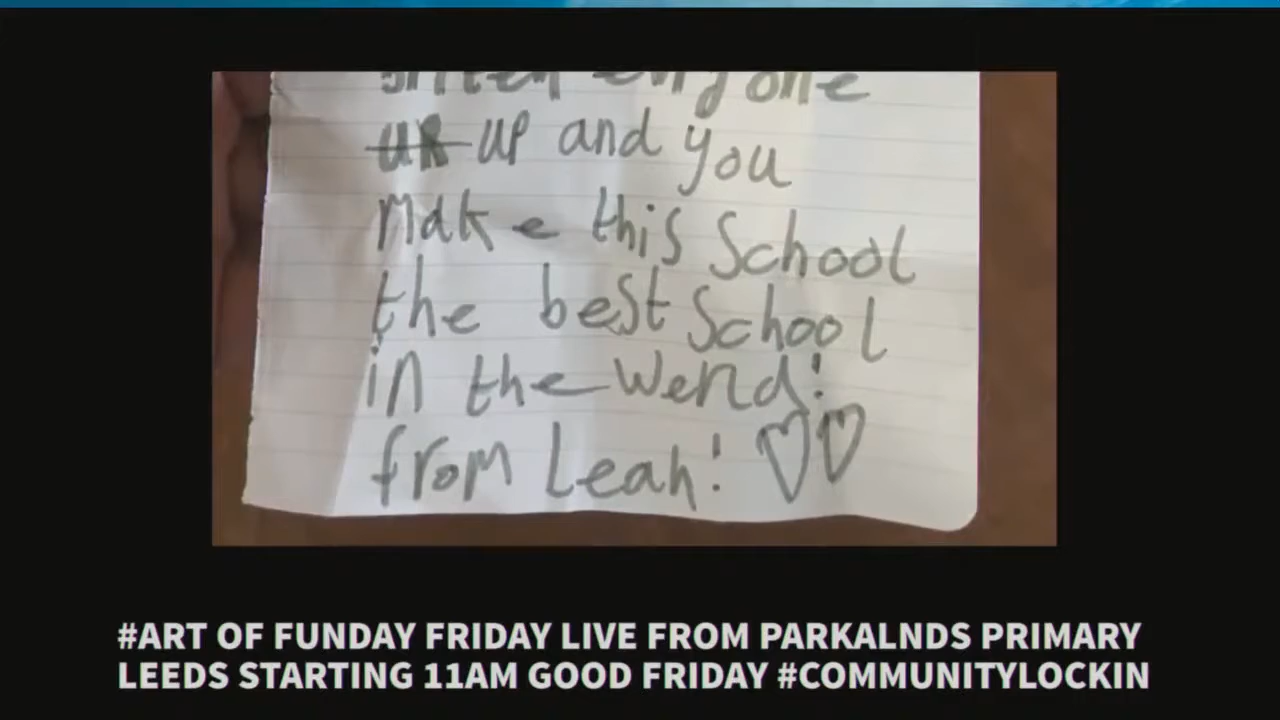 everyone
up and you
make this School
the best School
in the werld!
from Leah!
#ART OF FUNDAY FRIDAY LIVE FROM PARKALNDS PRIMARY
LEEDS STARTING 11AM GOOD FRIDAY #COMMUNITYLOCKIN